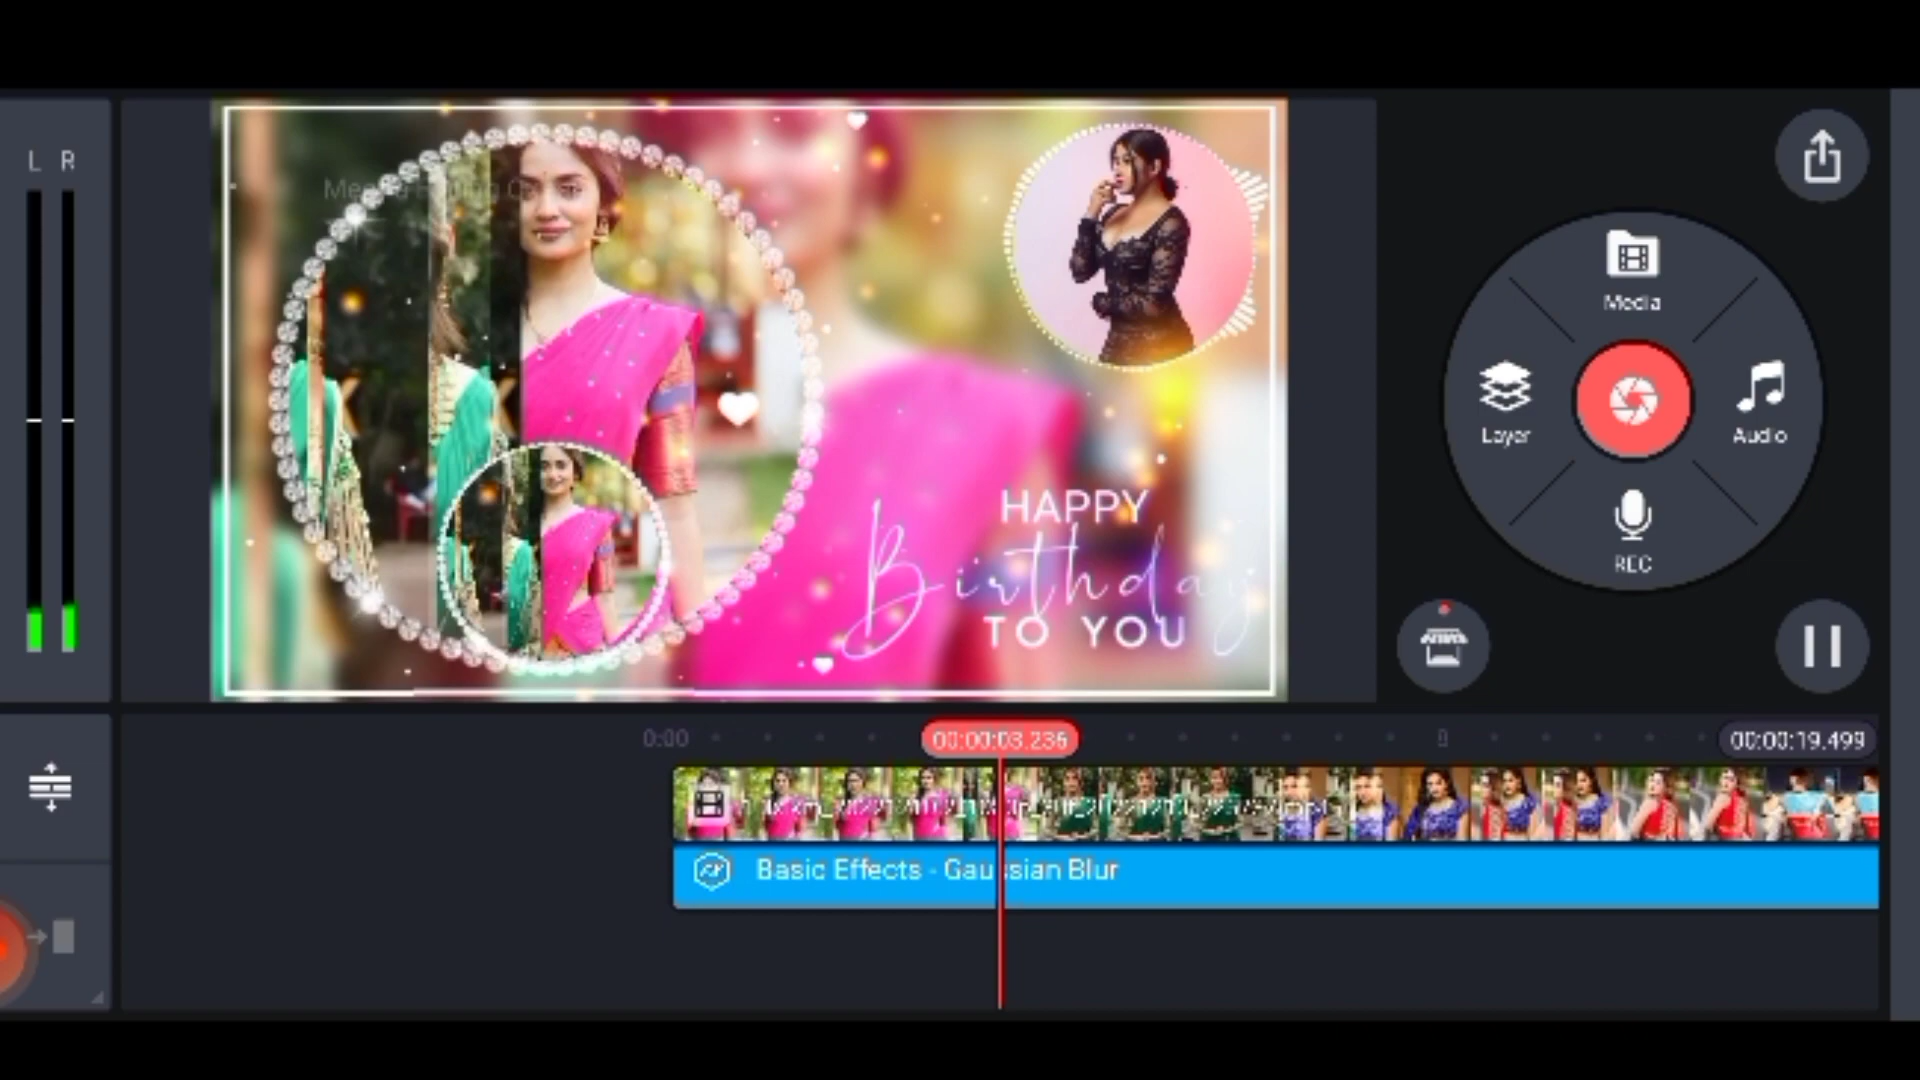 L R
HAPPY
Birthday
TO YOU
Media
Layer
Audio
REC
0:00
00:00:03.236
8
00:00:19.499
Basic Effects - Gaussian Blur